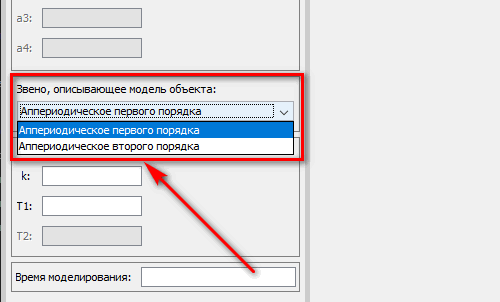 a3:
a4:
Звено, описывающее модель объекта:
Аппериодическое первого порядка
Аппериодическое первого порядка
Аппериодическое второго порядка
k:
T1:
T2:
Время моделирования: